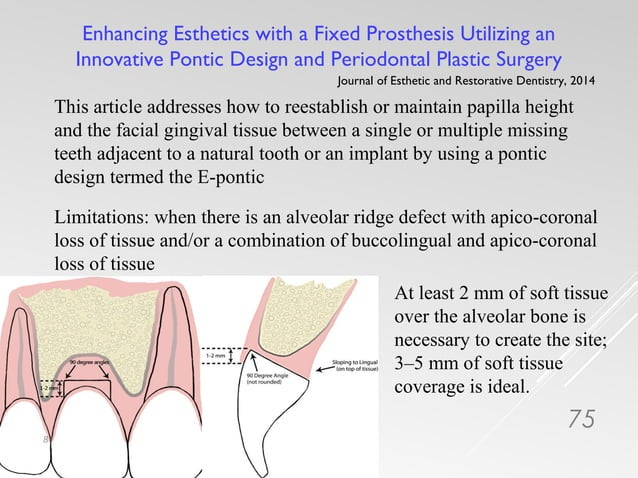 Enhancing Esthetics with a Fixed Prosthesis Utilizing an
Innovative Pontic Design and Periodontal Plastic Surgery
Journal of Esthetic and Restorative Dentistry, 2014
This article addresses how to reestablish or maintain papilla height
and the facial gingival tissue between a single or multiple missing
teeth adjacent to a natural tooth or an implant by using a pontic
design termed the E-pontic
Limitations: when there is an alveolar ridge defect with apico-coronal
loss of tissue and/or a combination of buccolingual and apico-coronal
loss of tissue
90 degree angles
1-2 mm
8
1-2 mm
90 Degree Angle
(not rounded)
Sloping to Lingual
(on top of tissue)
At least 2 mm of soft tissue
over the alveolar bone is
necessary to create the site;
3–5 mm of soft tissue
coverage is ideal.
75